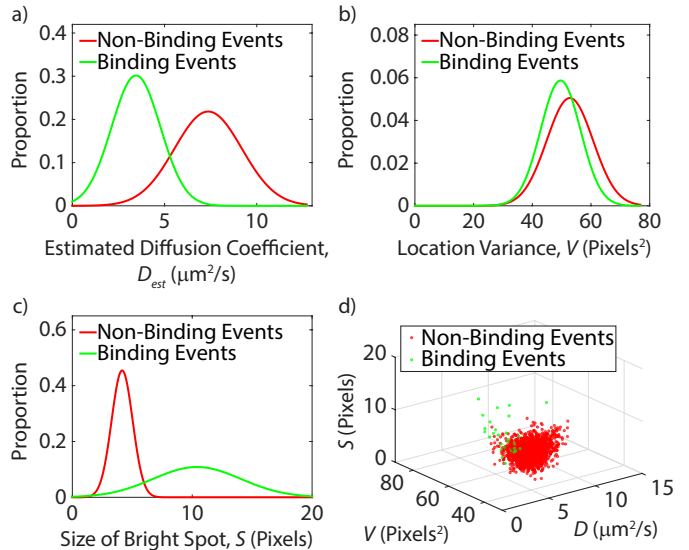 a)
0.4
0.3
0.2
0.1
0
Proportion
Non-Binding Events
Binding Events
0
5
10
Estimated Diffusion Coefficient,
D_est (μm²/s)
b)
0.08
0.06
0.04
0.02
0
Proportion
Non-Binding Events
Binding Events
0
20
40
60
80
Location Variance, V (Pixels²)
c)
0.6
0.4
0.2
0
Proportion
Non-Binding Events
Binding Events
0
10
20
Size of Bright Spot, S (Pixels)
d)
Non-Binding Events
Binding Events
20
10
0
S (Pixels)
80
60
40
V (Pixels²)
0
5
10
15
D (μm²/s)